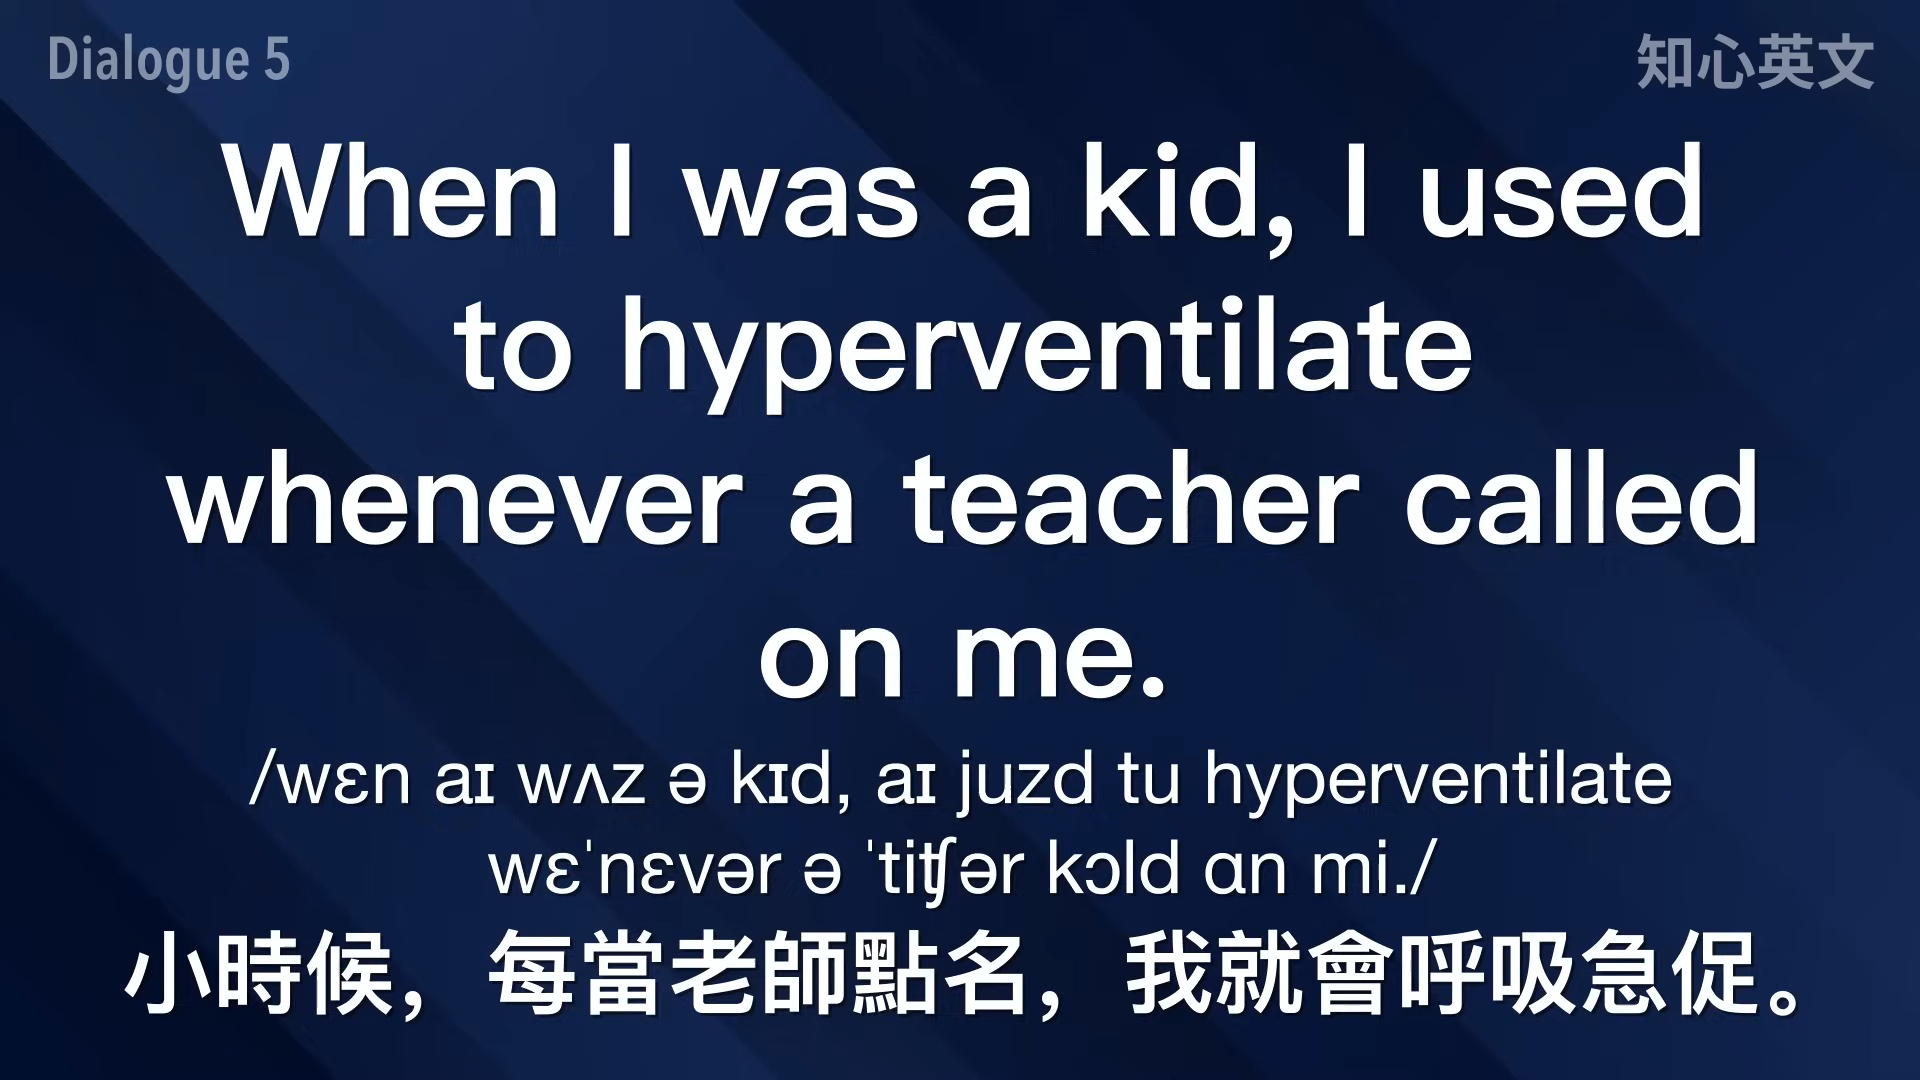 Dialogue 5
知心英文
When I was a kid, I used
to hyperventilate
whenever a teacher called
on me.
/wɛn aɪ wʌz ə kɪd, aɪ juzd tu hyperventilate
wɛˈnɛvər ə ˈtiʧər kɔld ɑn mi./
小時候，每當老師點名，我就會呼吸急促。